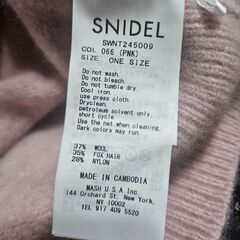 SNIDEL
SWNT245009
COL 066 (PNK)
SIZE ONE SIZE
Do not wash.
Do not bleach.
Do not tumble dry.
Cool iron.
use press cloth
Dryclean.
petroleum solvent only
short cycle
Use the net when cleaning.
Dark colors may run.
37% WOOL
35% FOX HAIR
28% NYLON
MADE IN CAMBODIA
MASH U.S.A Inc
144 Orchard St. New York,
NY 10002
TEL 917 409 5520